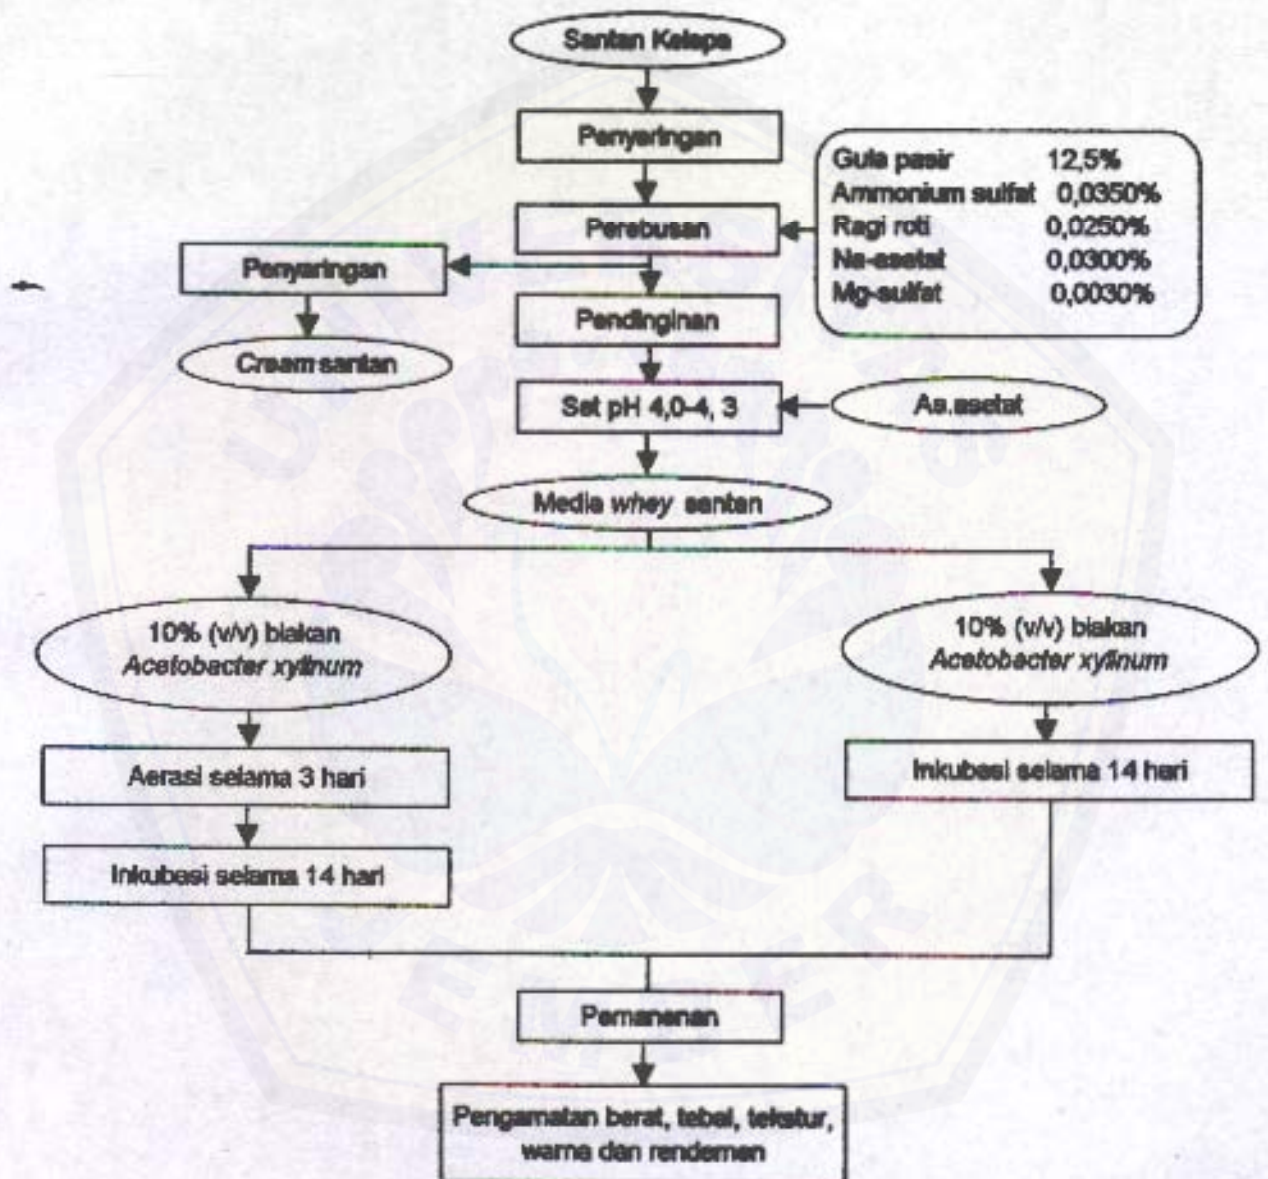 Santan Kelapa
Penyaringan
Gula pasir 12,5%
Ammonium sulfat 0,0350%
Ragi roti 0,0250%
Na-asetat 0,0300%
Mg-sulfat 0,0030%
Perebusan
Penyaringan
Pendinginan
Cream santan
Set pH 4,0-4, 3
As.asetat
Media whey santan
10% (v/v) biakan
Acetobacter xylinum
10% (v/v) biakan
Acetobacter xylinum
Aerasi selama 3 hari
Inkubasi selama 14 hari
Inkubasi selama 14 hari
Pemanenan
Pengamatan berat, tebal, tekstur,
warna dan rendemen